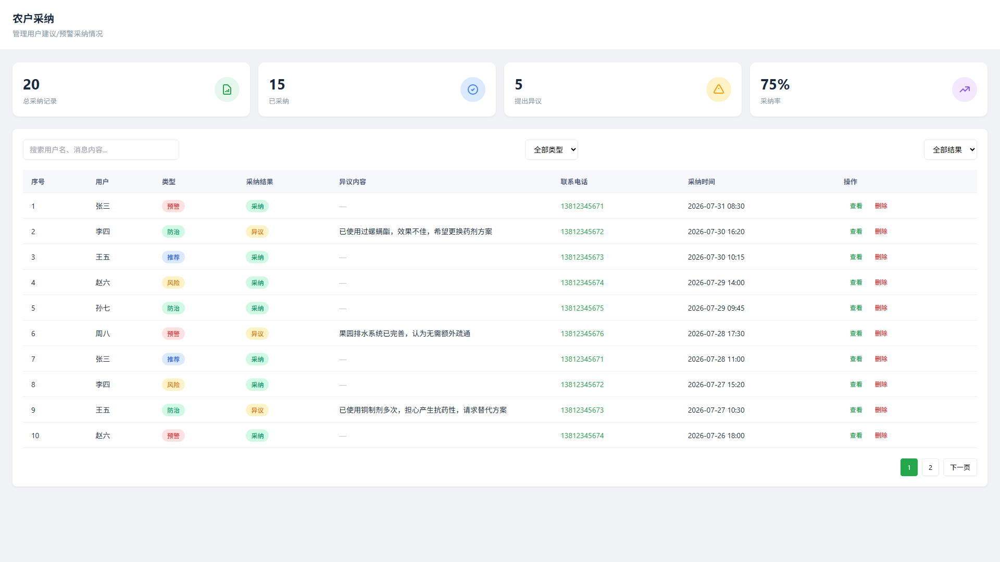 农户采纳
管理用户建议/预警采纳情况
20
总采纳记录
15
已采纳
5
提出异议
75%
采纳率
搜索用户名、消息内容...
全部类型
全部结果
序号 用户 类型 采纳结果 异议内容 联系电话 采纳时间 操作
1 张三 预警 采纳 — 13812345671 2026-07-31 08:30 查看 删除
2 李四 防治 异议 已使用过螺螨酯，效果不佳，希望更换药剂方案 13812345672 2026-07-30 16:20 查看 删除
3 王五 推荐 采纳 — 13812345673 2026-07-30 10:15 查看 删除
4 赵六 风险 采纳 — 13812345674 2026-07-29 14:00 查看 删除
5 孙七 防治 采纳 — 13812345675 2026-07-29 09:45 查看 删除
6 周八 预警 异议 果园排水系统已完善，认为无需额外疏通 13812345676 2026-07-28 17:30 查看 删除
7 张三 推荐 采纳 — 13812345671 2026-07-28 11:00 查看 删除
8 李四 风险 采纳 — 13812345672 2026-07-27 15:20 查看 删除
9 王五 防治 异议 已使用铜制剂多次，担心产生抗药性，请求替代方案 13812345673 2026-07-27 10:30 查看 删除
10 赵六 预警 采纳 — 13812345674 2026-07-26 18:00 查看 删除
1 2 下一页